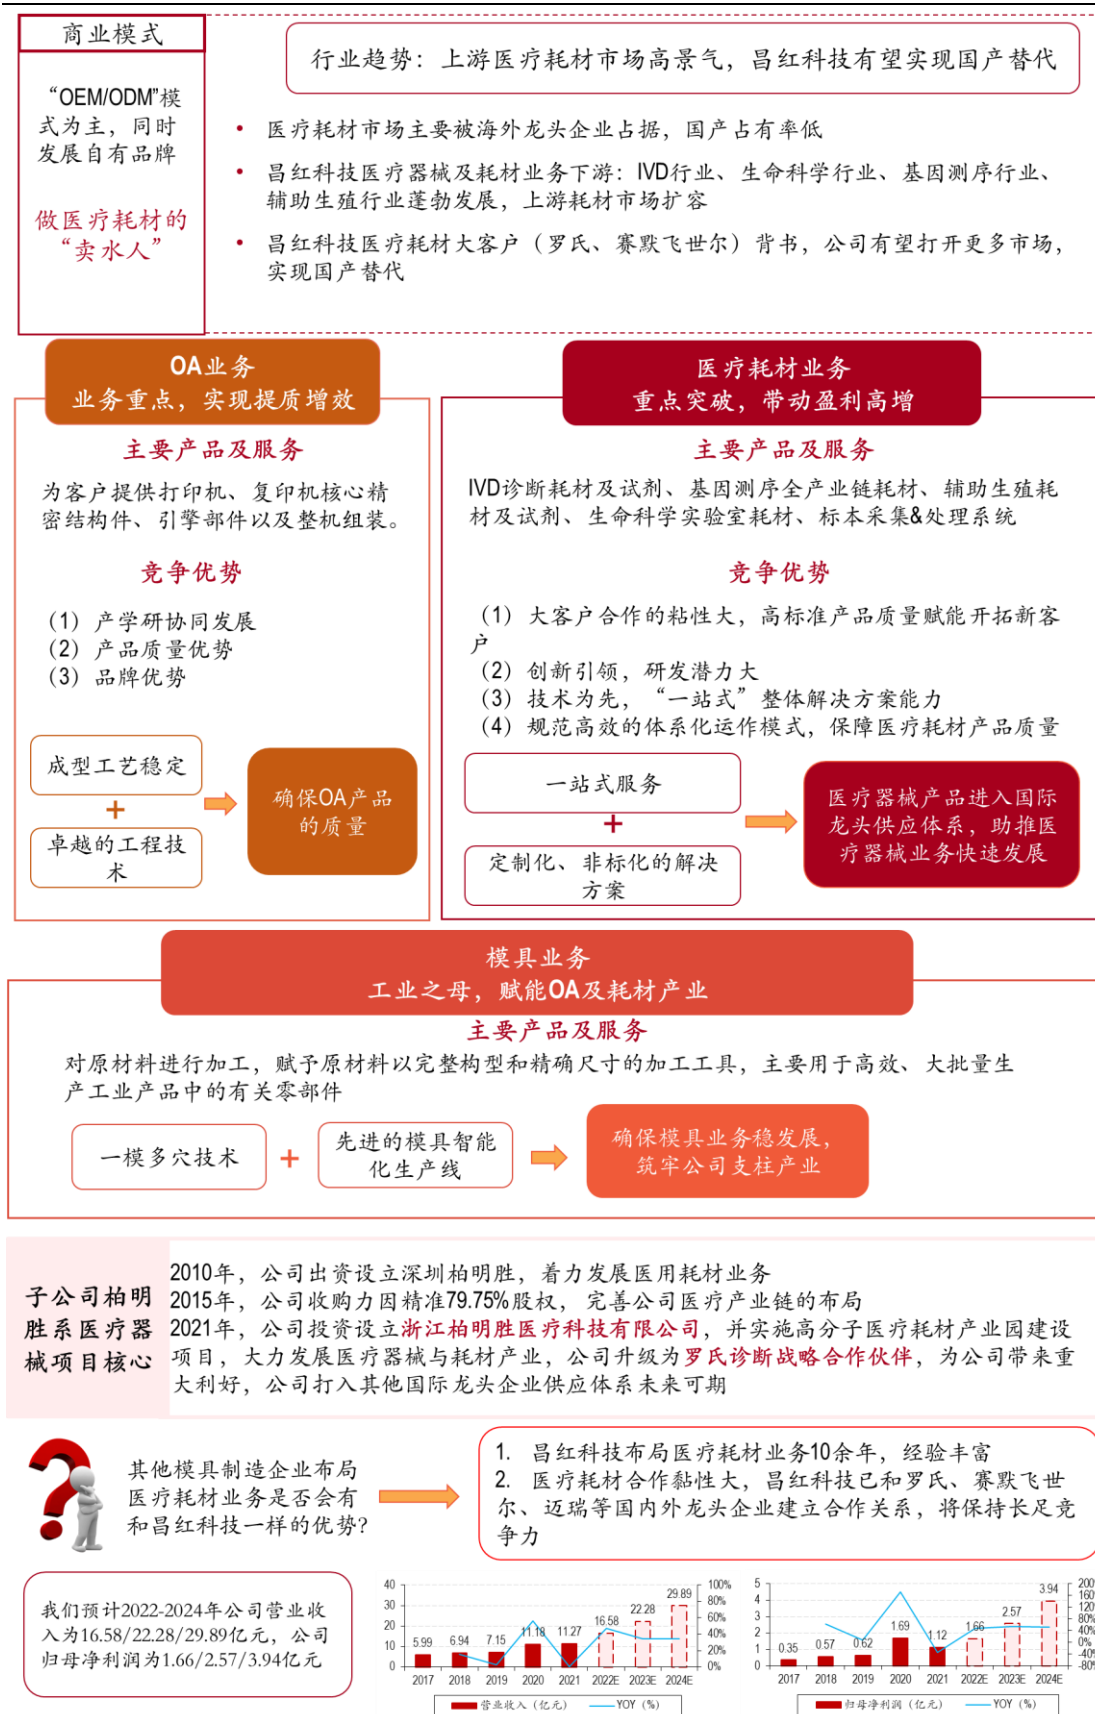 商业模式
“OEM/ODM”模
式为主，同时
发展自有品牌
做医疗耗材的
“卖水人”
行业趋势：上游医疗耗材市场高景气，昌红科技有望实现国产替代
• 医疗耗材市场主要被海外龙头企业占据，国产占有率低
• 昌红科技医疗器械及耗材业务下游：IVD行业、生命科学行业、基因测序行业、
辅助生殖行业蓬勃发展，上游耗材市场扩容
• 昌红科技医疗耗材大客户（罗氏、赛默飞世尔）背书，公司有望打开更多市场，
实现国产替代
OA业务
业务重点，实现提质增效
主要产品及服务
为客户提供打印机、复印机核心精
密结构件、引擎部件以及整机组装。
竞争优势
（1）产学研协同发展
（2）产品质量优势
（3）品牌优势
成型工艺稳定
+
卓越的工程技
术
确保OA产品
的质量
医疗耗材业务
重点突破，带动盈利高增
主要产品及服务
IVD诊断耗材及试剂、基因测序全产业链耗材、辅助生殖耗
材及试剂、生命科学实验室耗材、标本采集&处理系统
竞争优势
（1）大客户合作的粘性大，高标准产品质量赋能开拓新客
户
（2）创新引领，研发潜力大
（3）技术为先，“一站式”整体解决方案能力
（4）规范高效的体系化运作模式，保障医疗耗材产品质量
一站式服务
+
定制化、非标化的解决
方案
医疗器械产品进入国际
龙头供应体系，助推医
疗器械业务快速发展
模具业务
工业之母，赋能OA及耗材产业
主要产品及服务
对原材料进行加工，赋予原材料以完整构型和精确尺寸的加工工具，主要用于高效、大批量生
产工业产品中的有关零部件
一模多穴技术
+
先进的模具智能
化生产线
确保模具业务稳发展，
筑牢公司支柱产业
子公司柏明
胜系医疗器
械项目核心
2010年，公司出资设立深圳柏明胜，着力发展医用耗材业务
2015年，公司收购力因精准79.75%股权，完善公司医疗产业链的布局
2021年，公司投资设立浙江柏明胜医疗科技有限公司，并实施高分子医疗耗材产业园建设
项目，大力发展医疗器械与耗材产业，公司升级为罗氏诊断战略合作伙伴，为公司带来重
大利好，公司打入其他国际龙头企业供应体系未来可期
?
其他模具制造企业布局
医疗耗材业务是否会有
和昌红科技一样的优势？
1. 昌红科技布局医疗耗材业务10余年，经验丰富
2. 医疗耗材合作黏性大，昌红科技已和罗氏、赛默飞世
尔、迈瑞等国内外龙头企业建立合作关系，将保持长足竞
争力
我们预计2022-2024年公司营业收
入为16.58/22.28/29.89亿元，公司
归母净利润为1.66/2.57/3.94亿元
40 30 20 10 0
5.99 6.94 7.15 11.18 11.27 16.58 22.28 29.89
100% 80% 60% 40% 20% 0%
2017 2018 2019 2020 2021 2022E 2023E 2024E
营业收入（亿元） YOY（%）
5 4 3 2 1 0
0.35 0.57 0.62 1.69 1.12 1.66 2.57 3.94
200% 160% 120% 80% 40% 0% -40% -80%
2017 2018 2019 2020 2021 2022E 2023E 2024E
归母净利润（亿元） YOY（%）